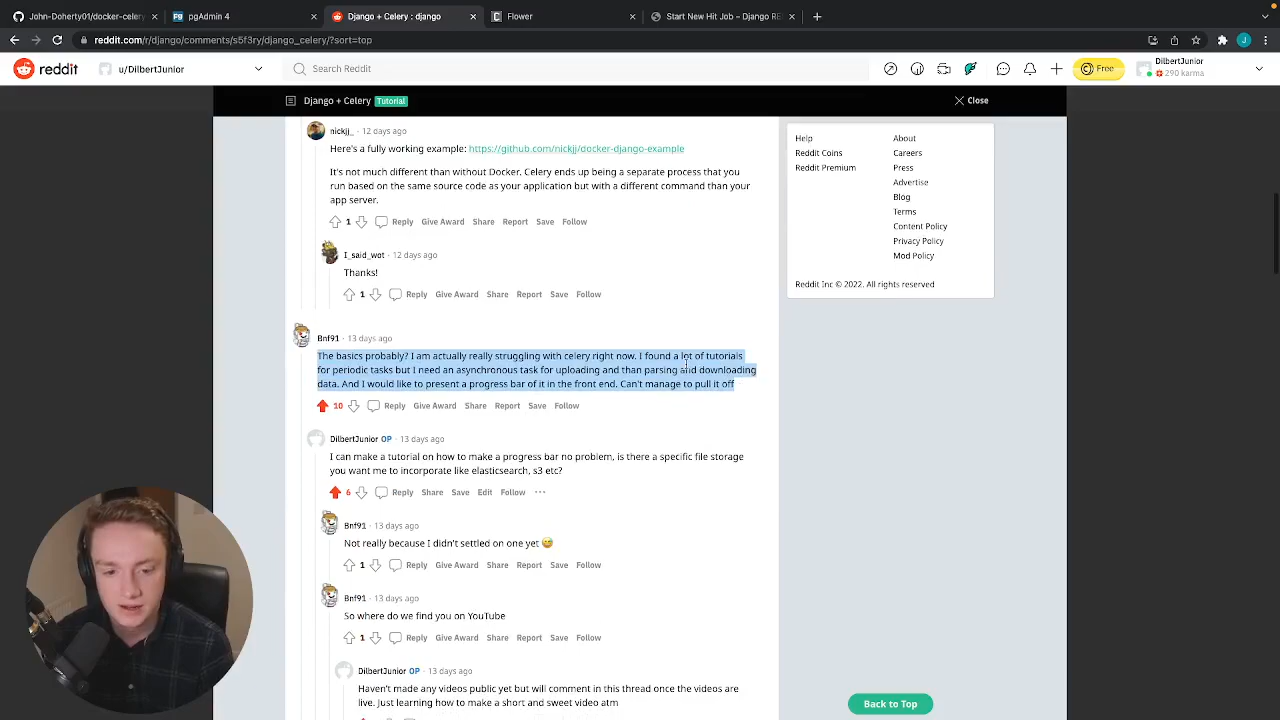 John-Doherty01/docker-celery
pgAdmin 4
Django + Celery : django
Flower
Start New Hit Job – Django RE
reddit.com/r/django/comments/s5f3ry/django_celery/?sort=top
reddit
u/DilbertJunior
Search Reddit
Free
DilbertJunior
290 karma
Django + Celery Tutorial
Close
nickjj_ · 12 days ago
Here's a fully working example: https://github.com/nickjj/docker-django-example
It's not much different than without Docker. Celery ends up being a separate process that you
run based on the same source code as your application but with a different command than your
app server.
1 Reply Give Award Share Report Save Follow
I_said_wot · 12 days ago
Thanks!
1 Reply Give Award Share Report Save Follow
Bnf91 · 13 days ago
The basics probably? I am actually really struggling with celery right now. I found a lot of tutorials
for periodic tasks but I need an asynchronous task for uploading and than parsing and downloading
data. And I would like to present a progress bar of it in the front end. Can't manage to pull it off
10 Reply Give Award Share Report Save Follow
DilbertJunior OP · 13 days ago
I can make a tutorial on how to make a progress bar no problem, is there a specific file storage
you want me to incorporate like elasticsearch, s3 etc?
6 Reply Share Save Edit Follow
Bnf91 · 13 days ago
Not really because I didn't settled on one yet 😅
1 Reply Give Award Share Report Save Follow
Bnf91 · 13 days ago
So where do we find you on YouTube
1 Reply Give Award Share Report Save Follow
DilbertJunior OP · 13 days ago
Haven't made any videos public yet but will comment in this thread once the videos are
live. Just learning how to make a short and sweet video atm
Help
Reddit Coins
Reddit Premium
About
Careers
Press
Advertise
Blog
Terms
Content Policy
Privacy Policy
Mod Policy
Reddit Inc © 2022. All rights reserved
Back to Top